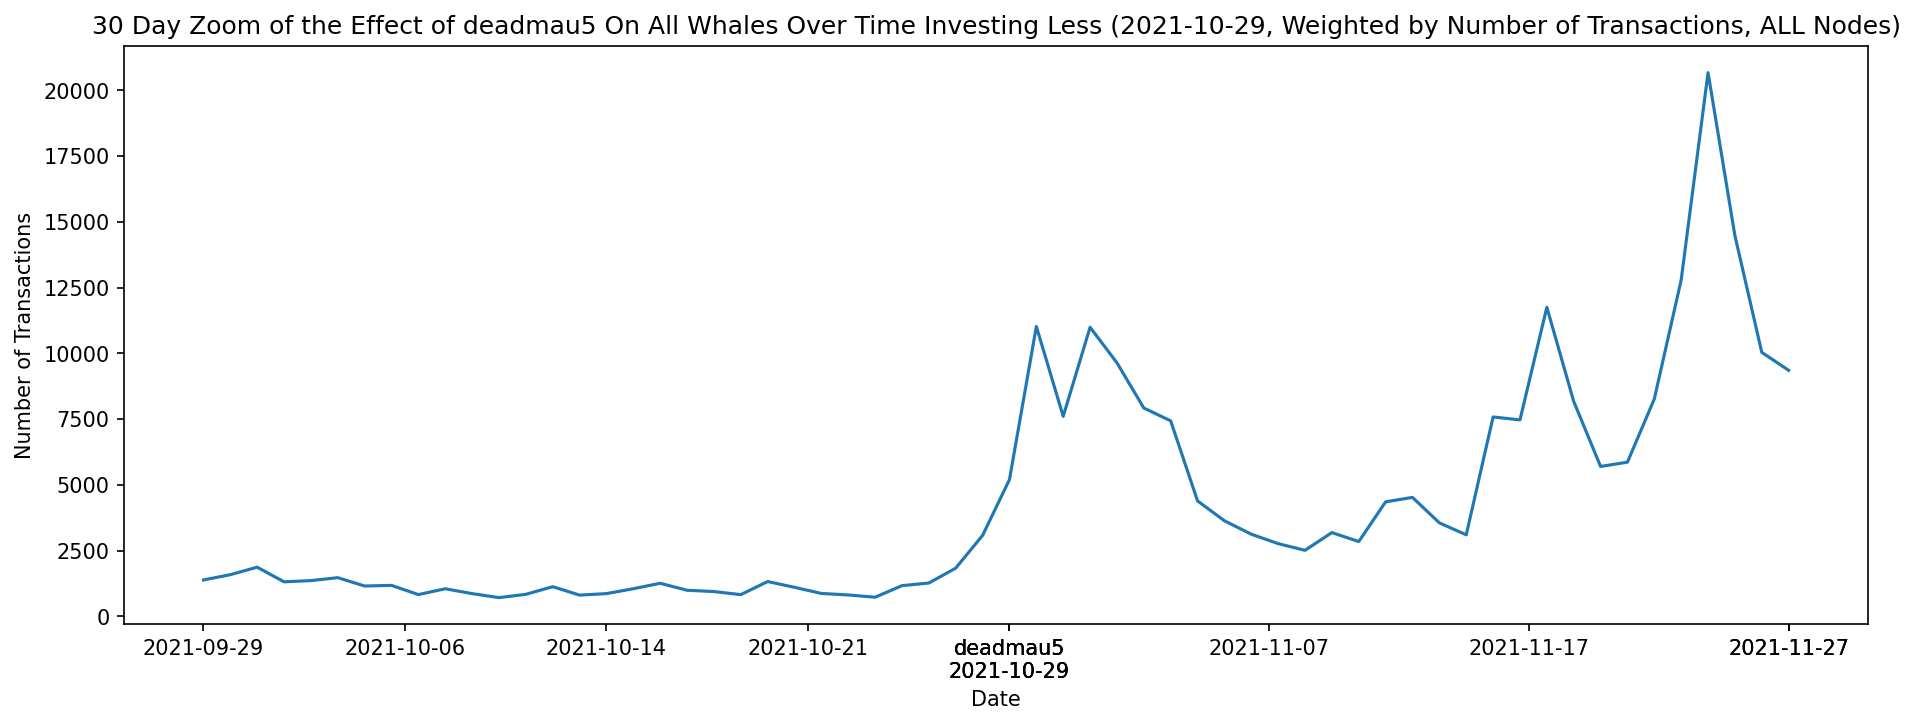 30 Day Zoom of the Effect of deadmau5 On All Whales Over Time Investing Less (2021-10-29, Weighted by Number of Transactions, ALL Nodes)
20000
17500
15000
12500
10000
7500
5000
2500
0
Number of Transactions
2021-09-29 2021-10-06 2021-10-14 2021-10-21 deadmau5 2021-11-07 2021-11-17 2021-11-27
2021-10-29
Date